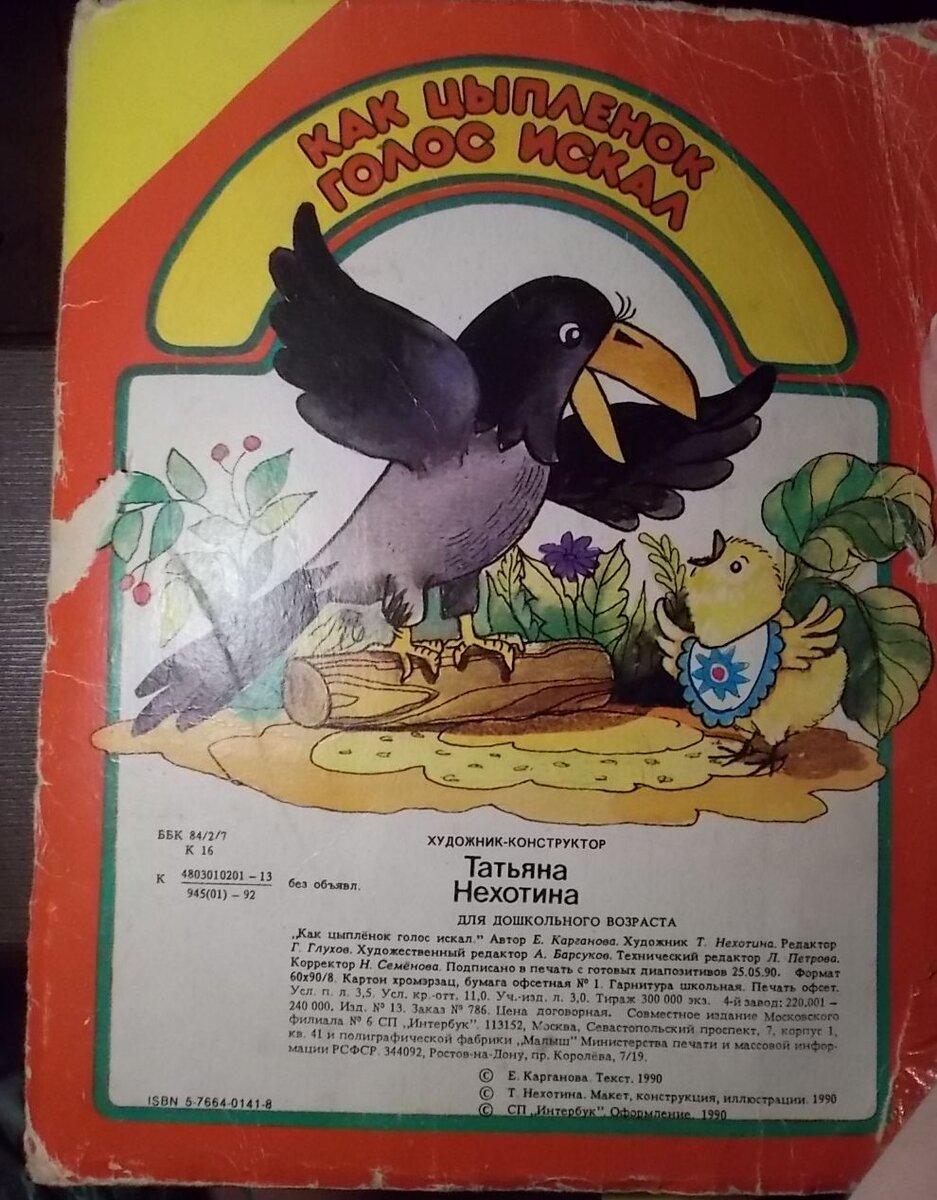 КАК ЦЫПЛЕНОК
ГОЛОС ИСКАЛ
ББК 84/2/7
К 16
К 4803010201 – 13
945(01) – 92
без объявл.
ХУДОЖНИК-КОНСТРУКТОР
Татьяна
Нехотина
ДЛЯ ДОШКОЛЬНОГО ВОЗРАСТА
„Как цыплёнок голос искал.” Автор Е. Карганова. Художник Т. Нехотина. Редактор
Г. Глухов. Художественный редактор А. Барсуков. Технический редактор Л. Петрова.
Корректор Н. Семёнова. Подписано в печать с готовых диапозитивов 25.05.90. Формат
60х90/8. Картон хромэрзац, бумага офсетная № 1. Гарнитура школьная. Печать офсет.
Усл. п. л. 3,5. Усл. кр.-отт. 11,0. Уч.-изд. л. 3,0. Тираж 300 000 экз. 4-й завод: 220.001 –
240 000. Изд. № 13. Заказ № 786. Цена договорная. Совместное издание Московского
филиала № 6 СП „Интербук”. 113152, Москва, Севастопольский проспект, 7, корпус 1,
кв. 41 и полиграфической фабрики „Малыш” Министерства печати и массовой инфор-
мации РСФСР. 344092, Ростов-на-Дону, пр. Королёва, 7/19.
© Е. Карганова. Текст. 1990
© Т. Нехотина. Макет, конструкция, иллюстрации. 1990
© СП „Интербук”. Оформление. 1990
ISBN 5-7664-0141-8